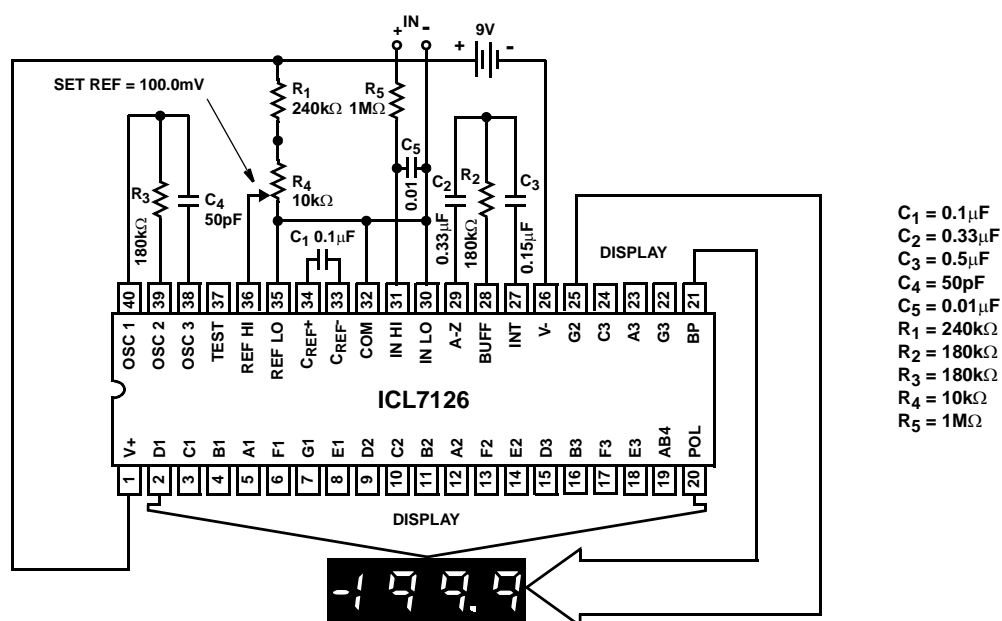 + IN -
9V
+ -
SET REF = 100.0mV
R1
240kΩ
R5
1MΩ
C5
0.01
R4
10kΩ
R3
180kΩ
C4
50pF
C1 0.1μF
C2
0.33μF
R2
180kΩ
C3
0.15μF
DISPLAY
40 39 38 37 36 35 34 33 32 31 30 29 28 27 26 25 24 23 22 21
OSC 1
OSC 2
OSC 3
TEST
REF HI
REF LO
CREF+
CREF-
COM
IN HI
IN LO
A-Z
BUFF
INT
V-
G2
C3
A3
G3
BP
ICL7126
V+
D1
C1
B1
A1
F1
G1
E1
D2
C2
B2
A2
F2
E2
D3
B3
F3
E3
AB4
POL
1 2 3 4 5 6 7 8 9 10 11 12 13 14 15 16 17 18 19 20
DISPLAY
-199.9
C1 = 0.1μF
C2 = 0.33μF
C3 = 0.5μF
C4 = 50pF
C5 = 0.01μF
R1 = 240kΩ
R2 = 180kΩ
R3 = 180kΩ
R4 = 10kΩ
R5 = 1MΩ